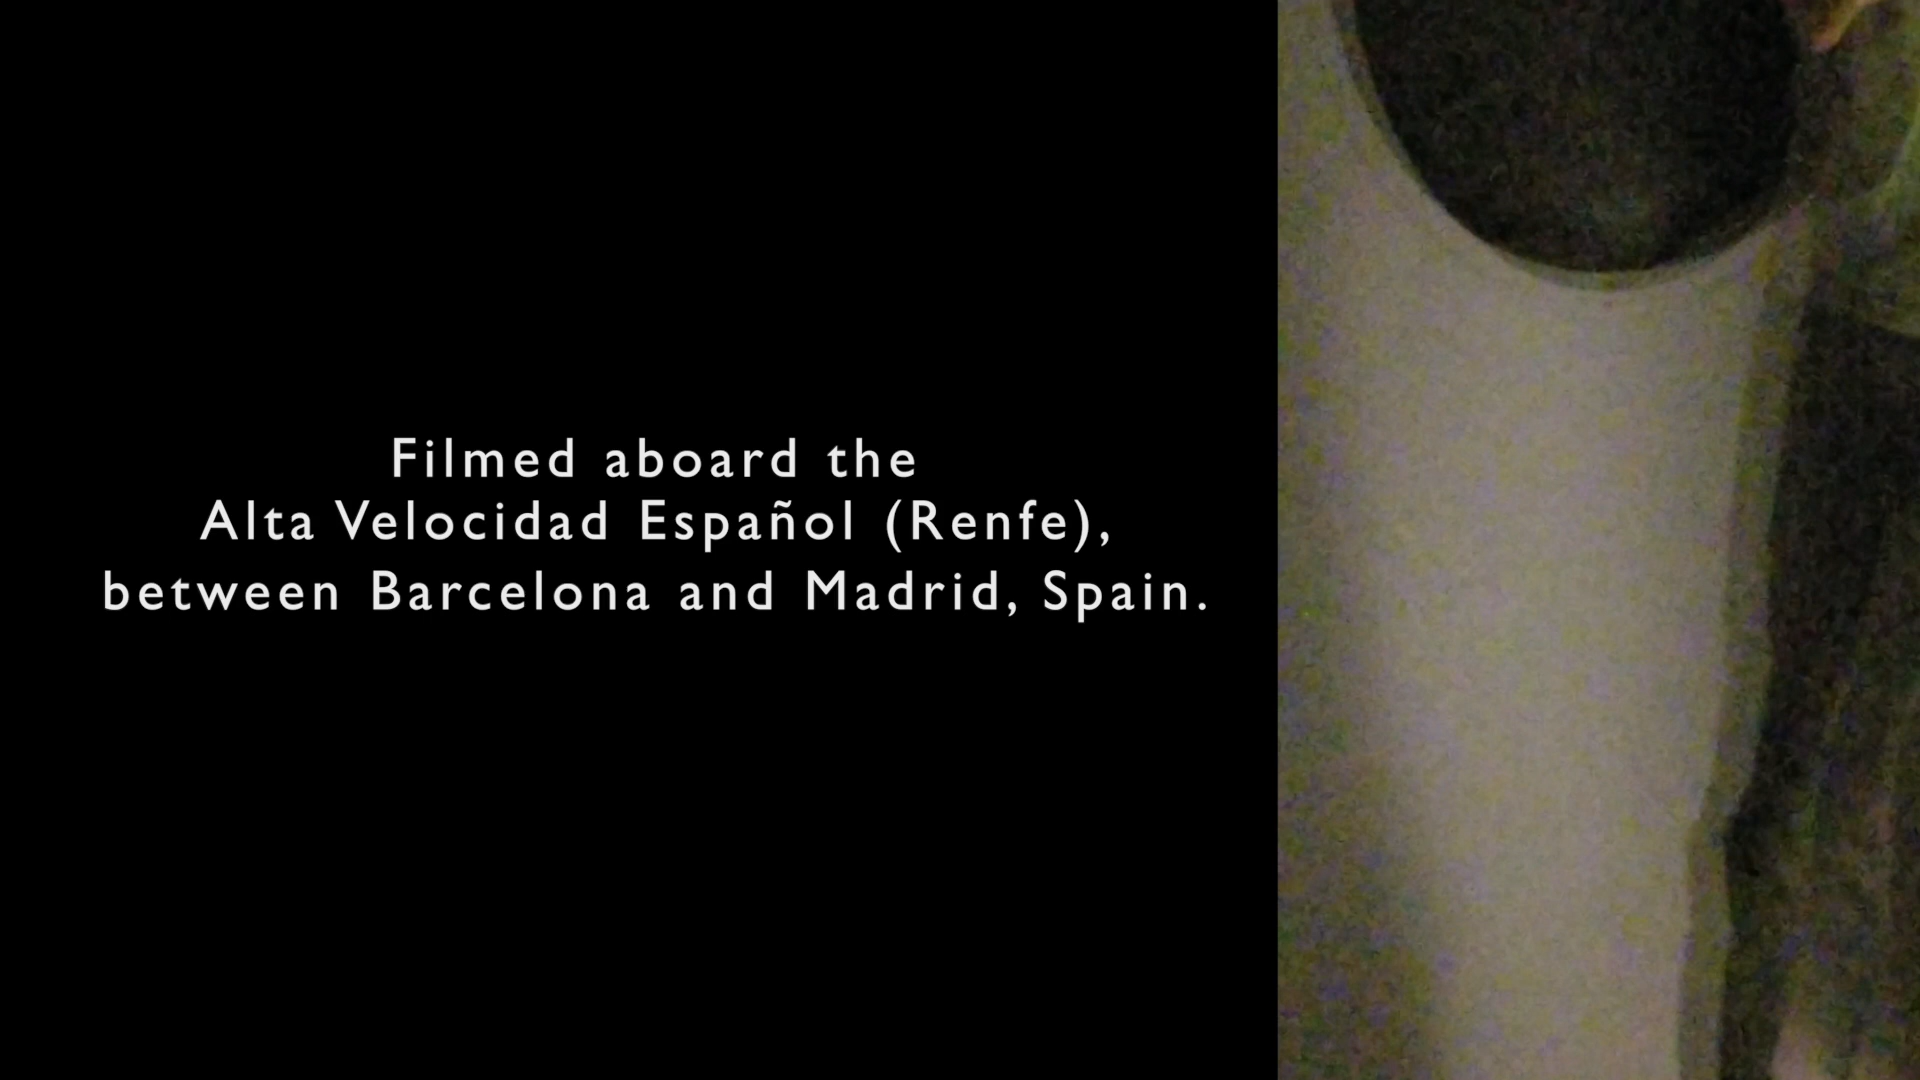 Filmed aboard the
Alta Velocidad Español (Renfe),
between Barcelona and Madrid, Spain.